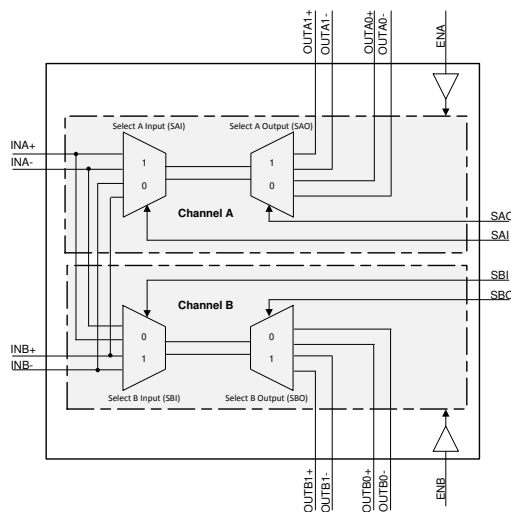 OUTA1+
OUTA1-
OUTA0+
OUTA0-
ENA
Select A Input (SAI)
Select A Output (SAO)
INA+
INA-
1
0
1
0
Channel A
SAO
SAI
SBI
SBO
Channel B
0
1
0
1
INB+
INB-
Select B Input (SBI)
Select B Output (SBO)
OUTB1+
OUTB1-
OUTB0+
OUTB0-
ENB